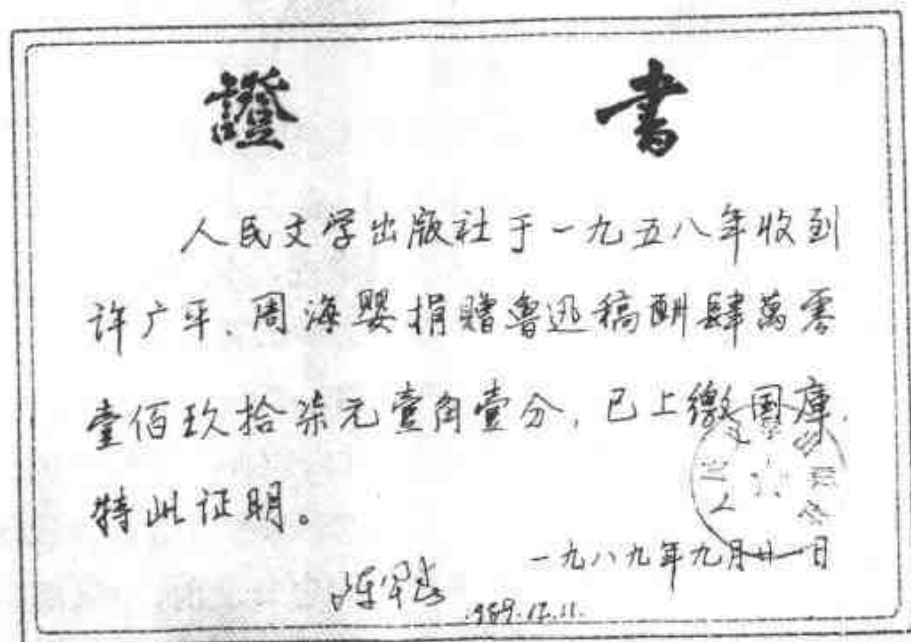 證 書
人民文学出版社于一九五八年收到
许广平、周海婴捐赠鲁迅稿酬肆萬零
壹佰玖拾柒元壹角壹分,已上缴国库,
特此证明。
一九八九年九月廿一日
1989.12.11.